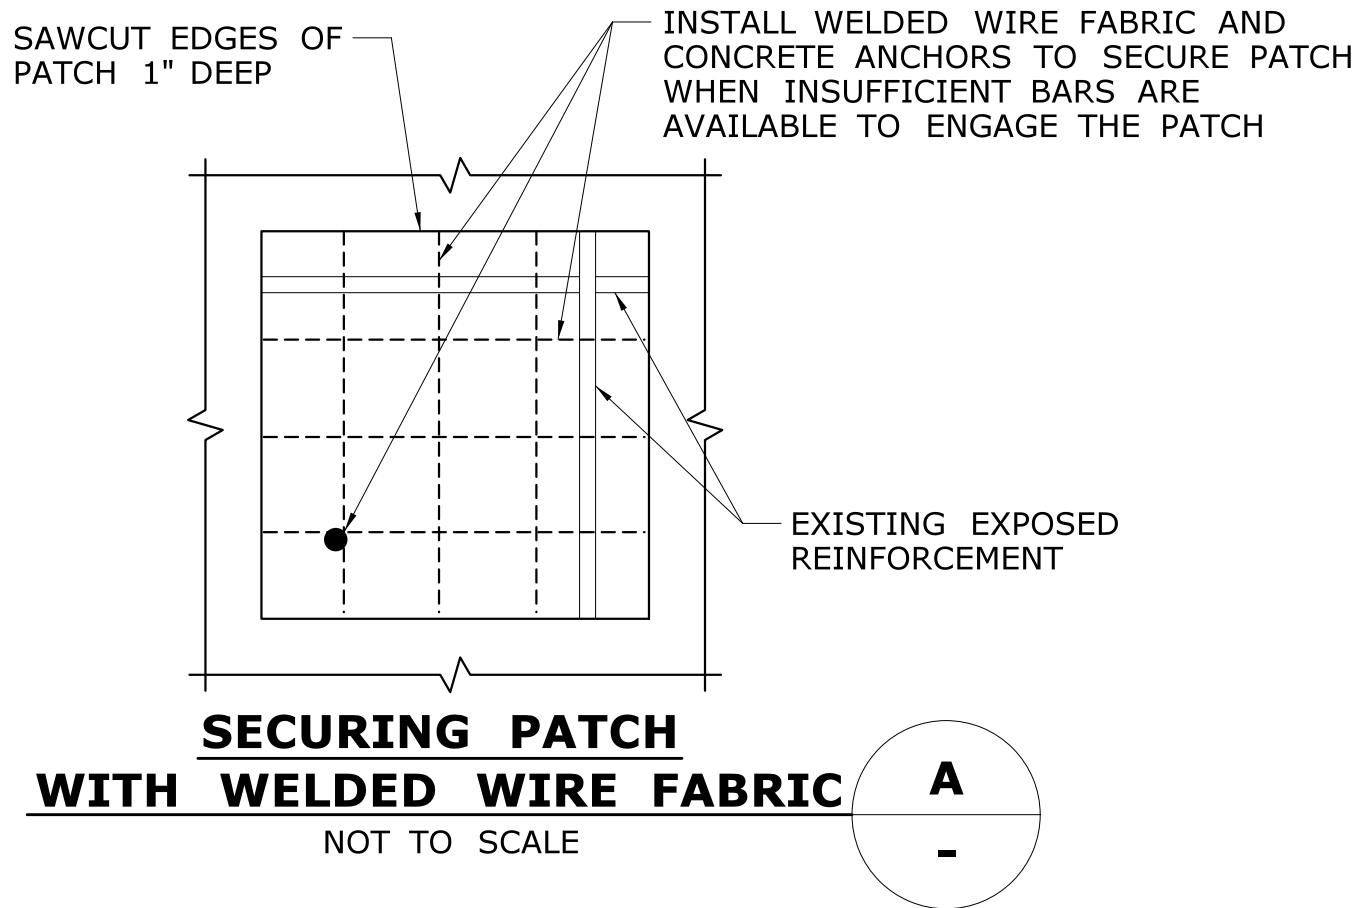 SAWCUT EDGES OF
PATCH 1" DEEP
INSTALL WELDED WIRE FABRIC AND
CONCRETE ANCHORS TO SECURE PATCH
WHEN INSUFFICIENT BARS ARE
AVAILABLE TO ENGAGE THE PATCH
EXISTING EXPOSED
REINFORCEMENT
SECURING PATCH
WITH WELDED WIRE FABRIC
NOT TO SCALE
A
-